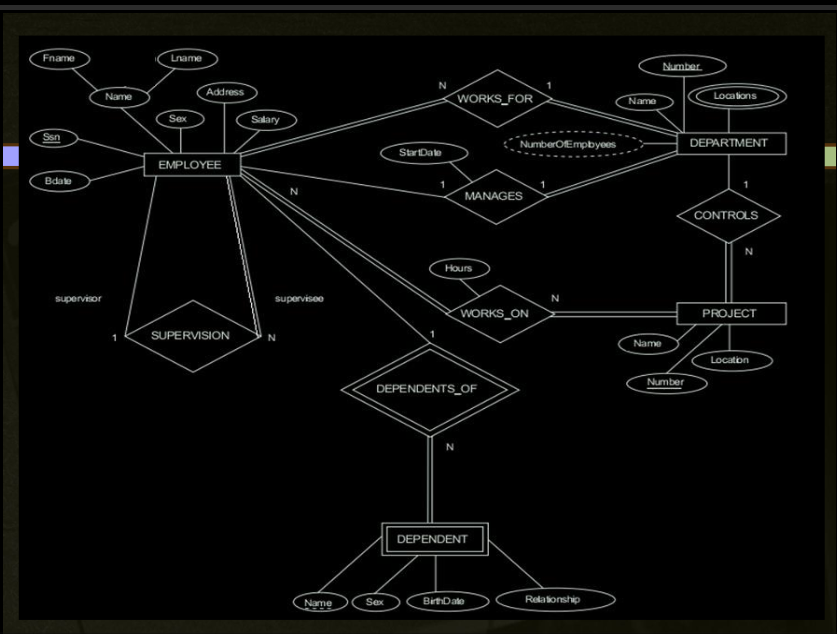 Fname
Lname
Name
Address
Sex
Salary
Ssn
Bdate
EMPLOYEE
N
WORKS_FOR
1
Number
Name
Locations
NumberOfEmployees
DEPARTMENT
StartDate
1
MANAGES
1
N
1
CONTROLS
N
Hours
WORKS_ON
N
PROJECT
Name
Location
Number
supervisor
supervisee
1
SUPERVISION
N
1
DEPENDENTS_OF
N
DEPENDENT
Name
Sex
BirthDate
Relationship